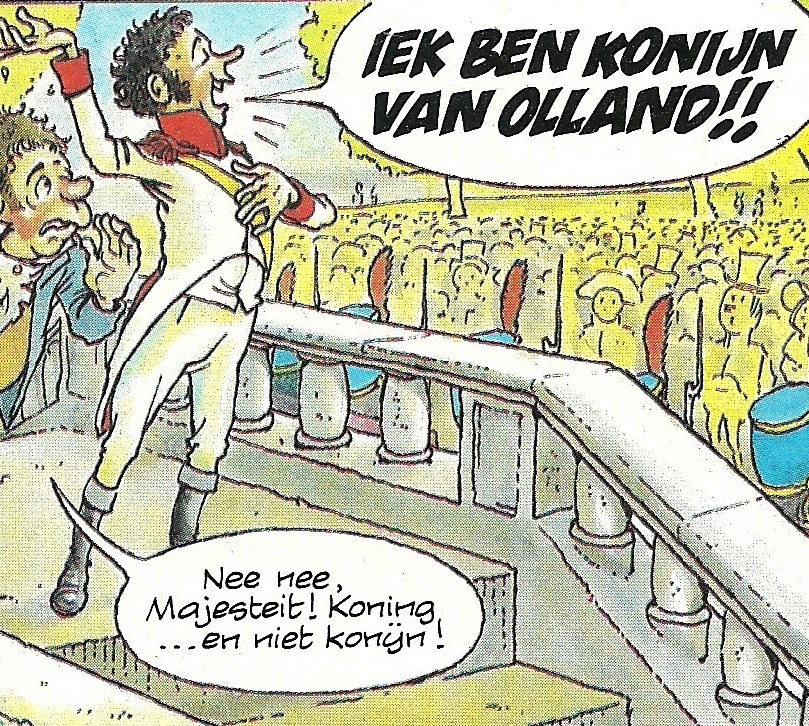 IEK BEN KONIJN
VAN OLLAND!!
Nee nee,
Majesteit! Koning
...en niet konijn!